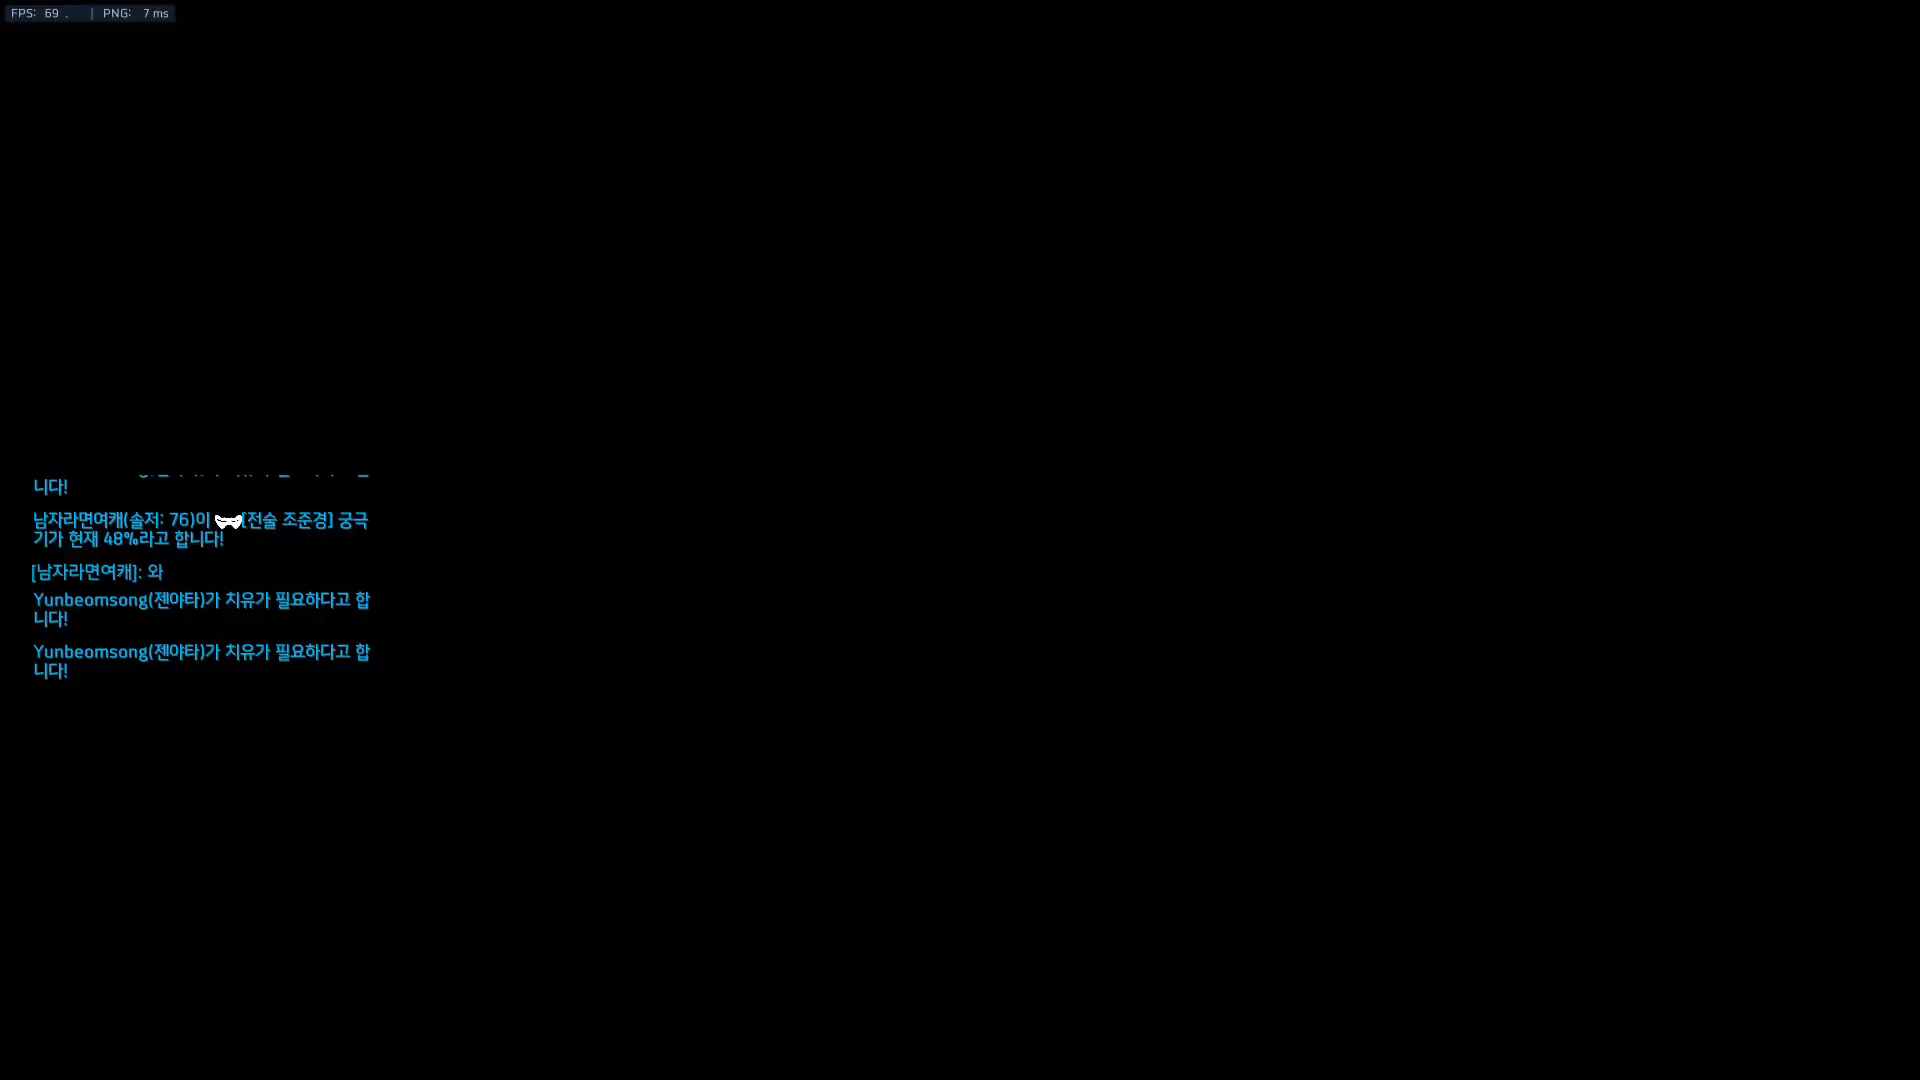 FPS: 69 . | PNG: 7 ms
니다!
남자라면여캐(솔저: 76)이 [전술 조준경] 궁극
기가 현재 48%라고 합니다!
[남자라면여캐]: 와
Yunbeomsong(젠야타)가 치유가 필요하다고 합
니다!
Yunbeomsong(젠야타)가 치유가 필요하다고 합
니다!